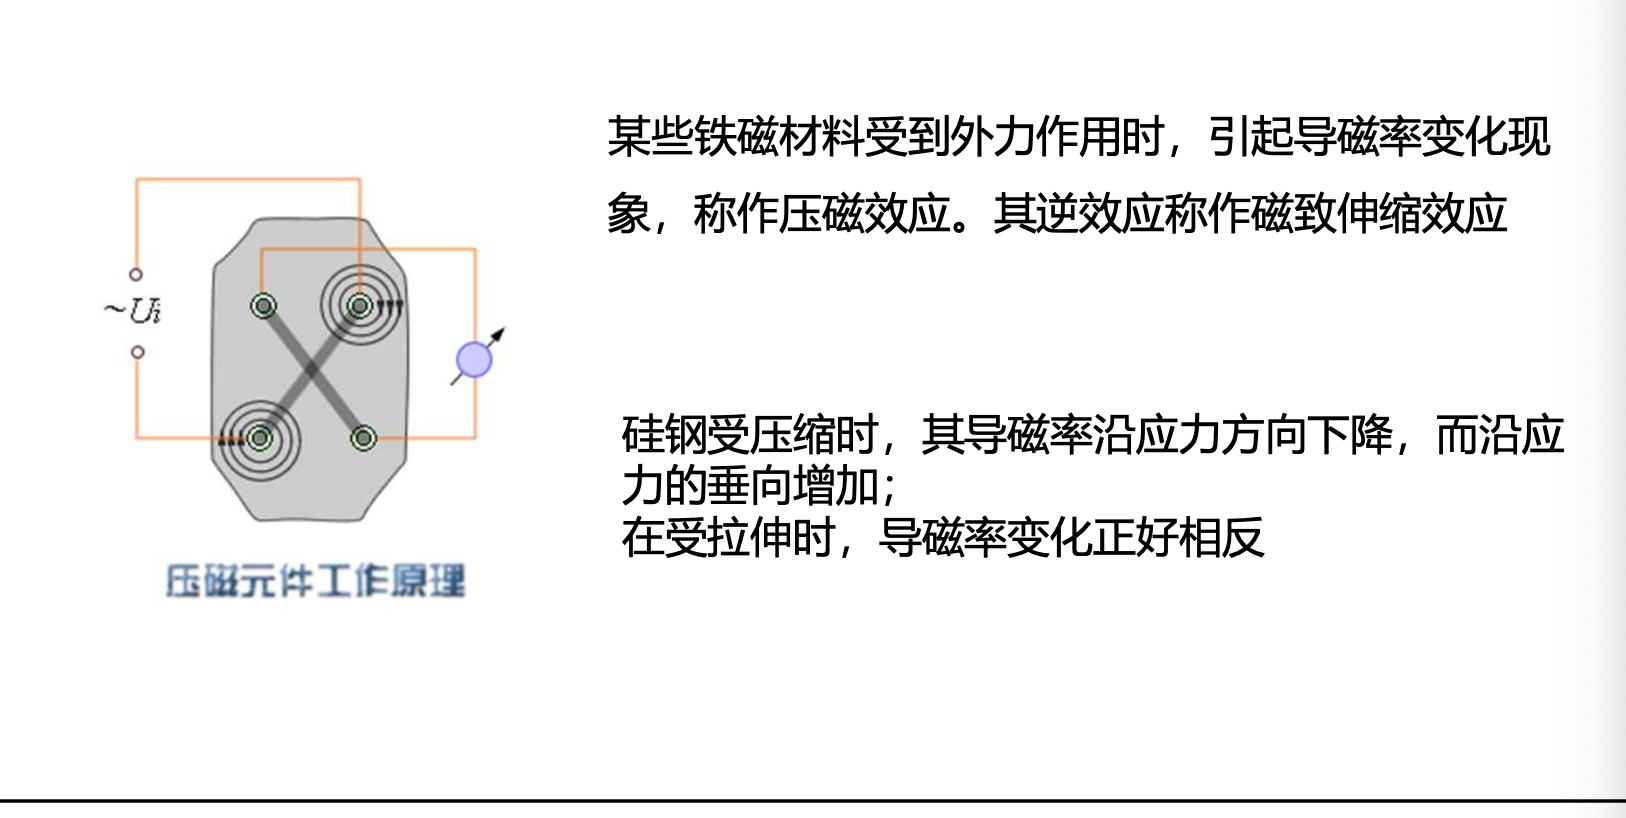 某些铁磁材料受到外力作用时，引起导磁率变化现
象，称作压磁效应。其逆效应称作磁致伸缩效应
~Ui
硅钢受压缩时，其导磁率沿应力方向下降，而沿应
力的垂向增加；
在受拉伸时，导磁率变化正好相反
压磁元件工作原理